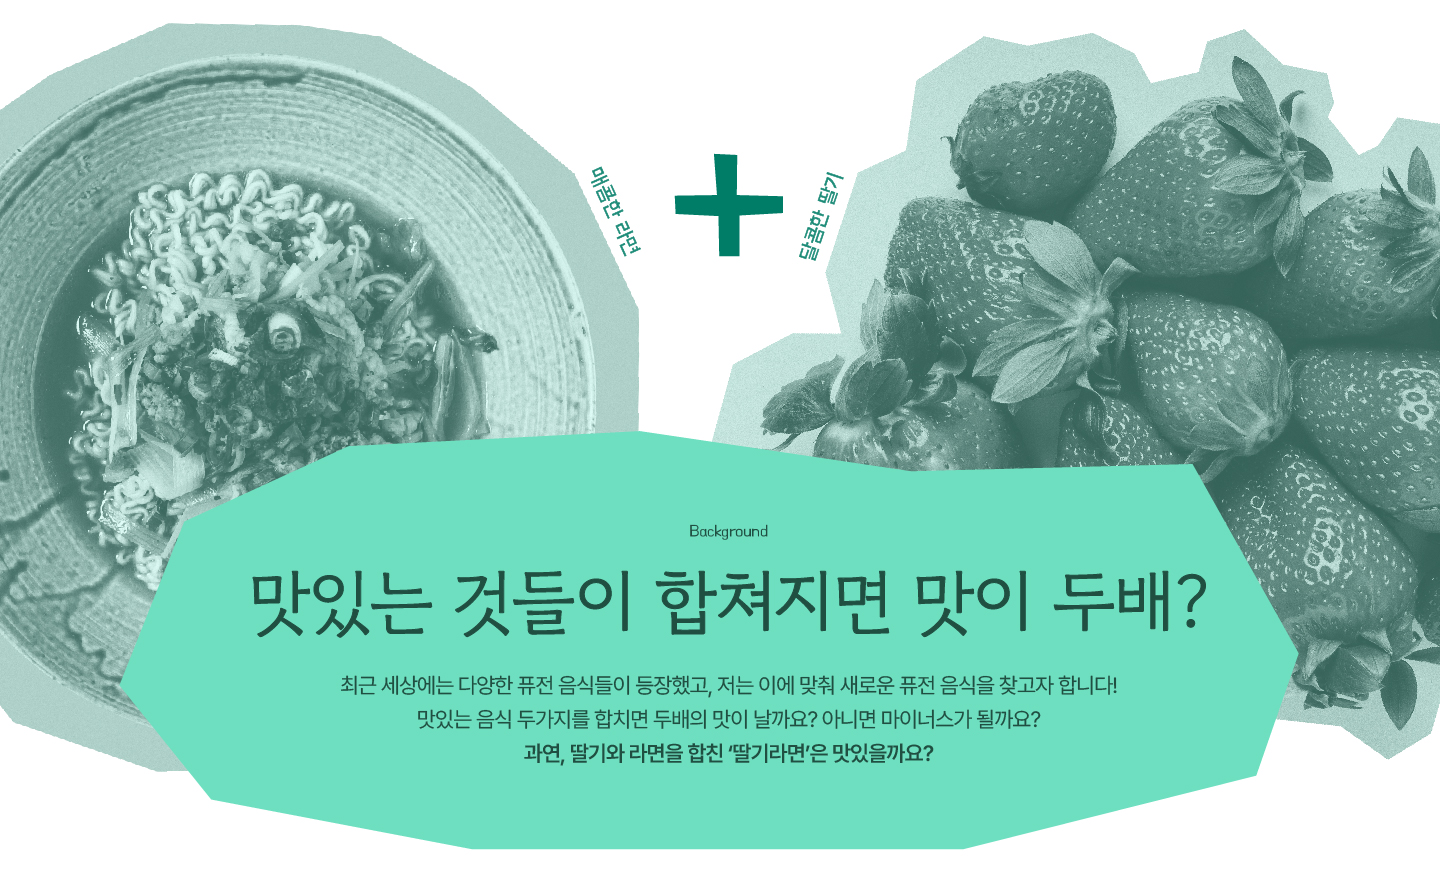 매콤한 라면
달콤한 딸기
Background
맛있는 것들이 합쳐지면 맛이 두배?
최근 세상에는 다양한 퓨전 음식들이 등장했고, 저는 이에 맞춰 새로운 퓨전 음식을 찾고자 합니다!
맛있는 음식 두가지를 합치면 두배의 맛이 날까요? 아니면 마이너스가 될까요?
과연, 딸기와 라면을 합친 ‘딸기라면’은 맛있을까요?